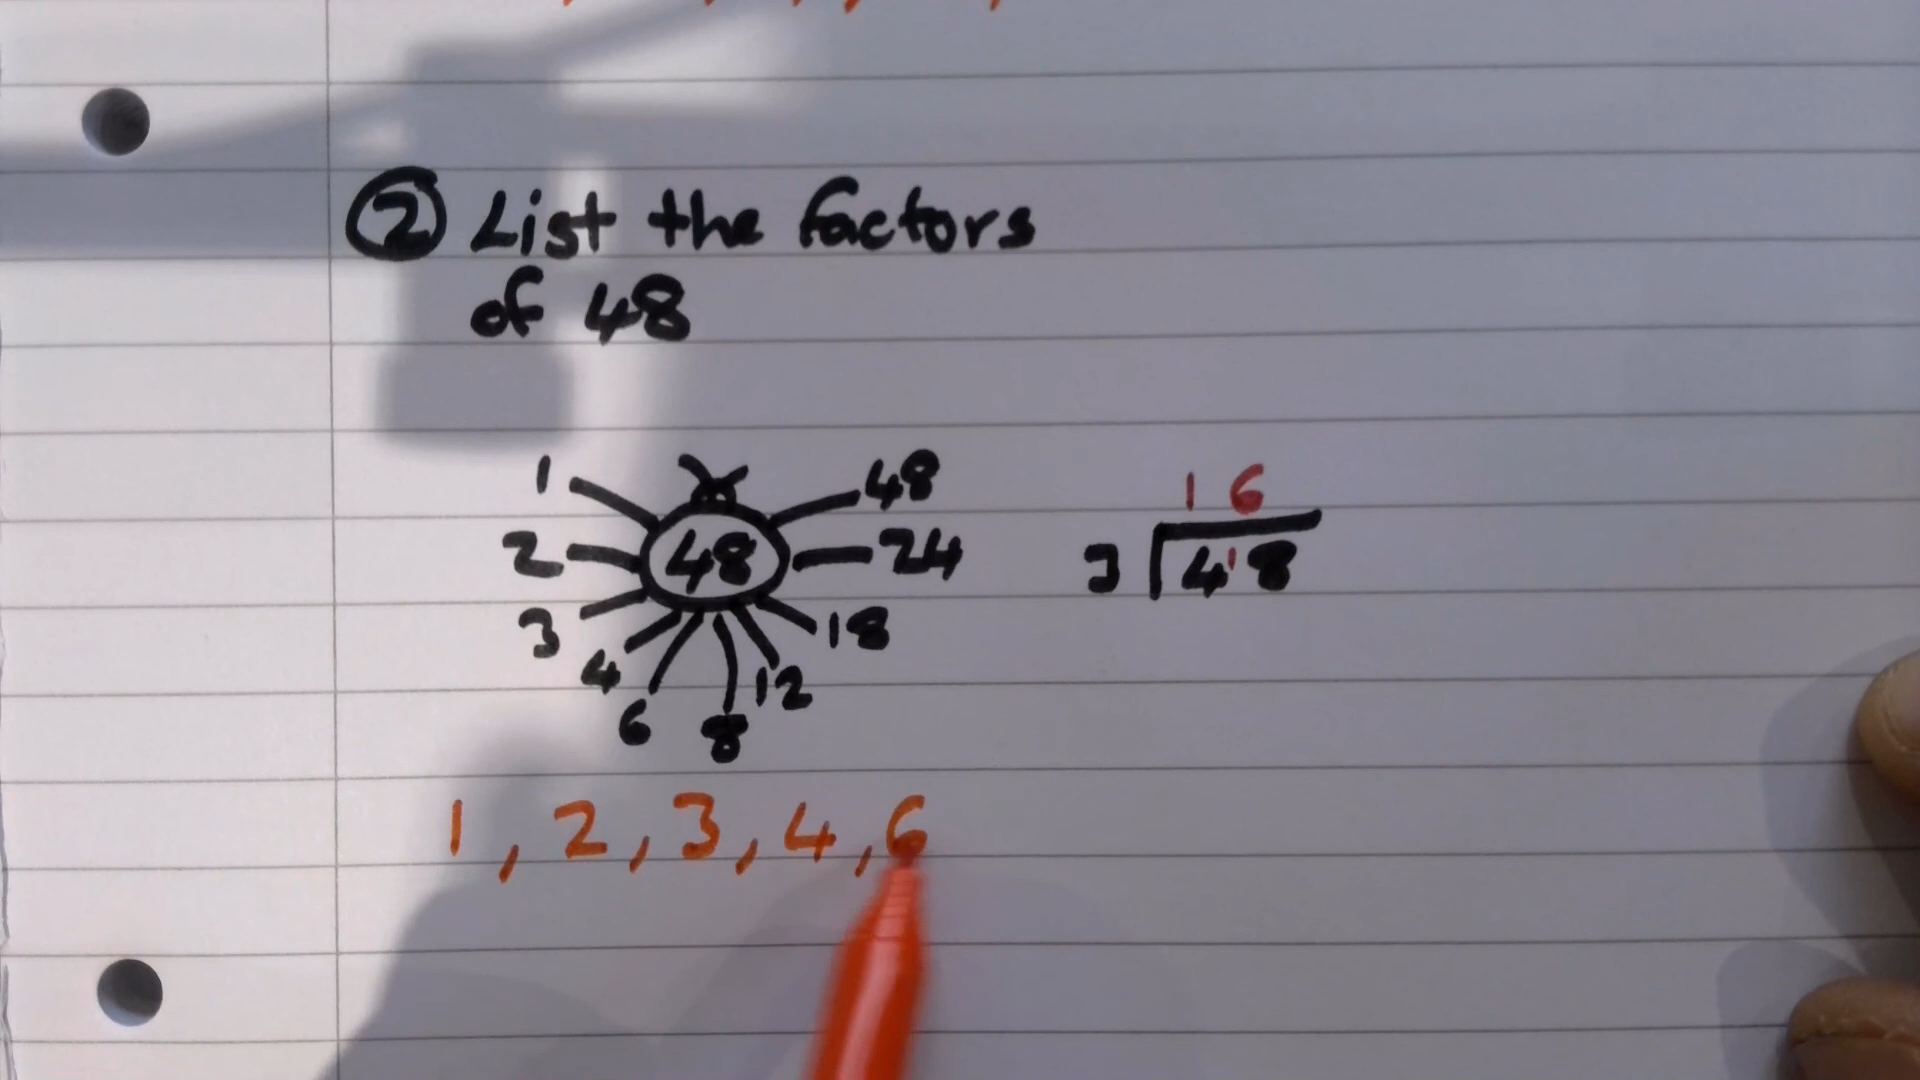 ② List the factors
of 48
1 48
2 48 24
3 18
4 12
6 8
1 6
3 4 1 8
1, 2, 3, 4, 6